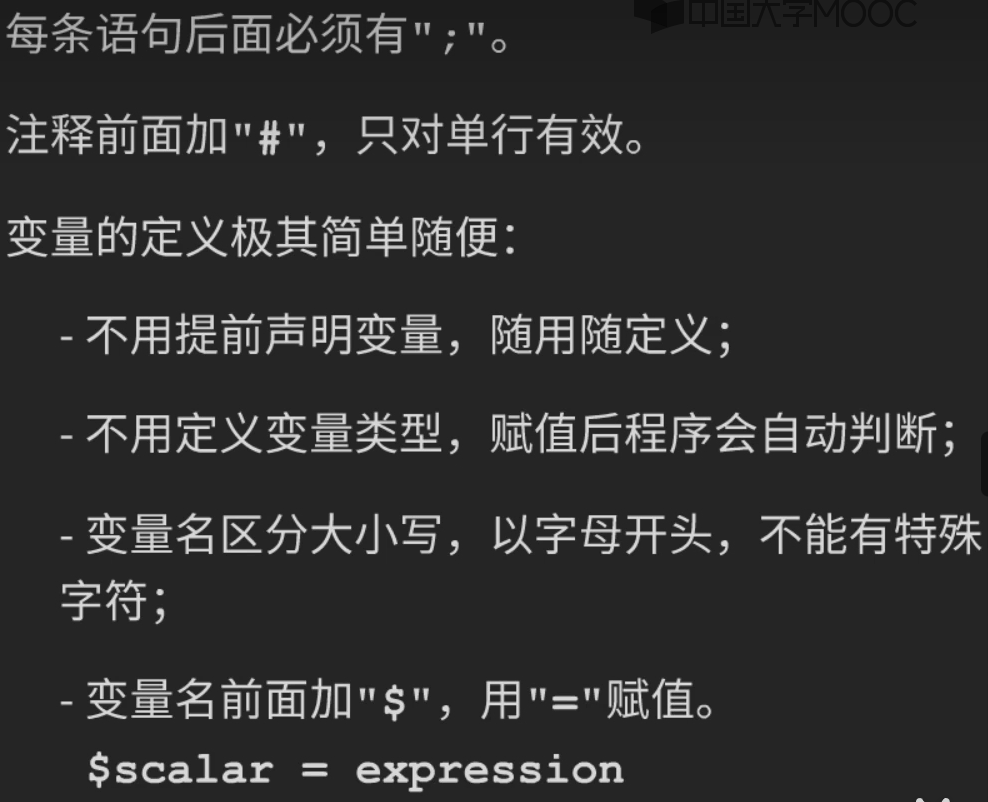 中国大学MOOC
每条语句后面必须有";"。
注释前面加"#"，只对单行有效。
变量的定义极其简单随便：
- 不用提前声明变量，随用随定义；
- 不用定义变量类型，赋值后程序会自动判断；
- 变量名区分大小写，以字母开头，不能有特殊
字符；
- 变量名前面加"$"，用"="赋值。
$scalar = expression